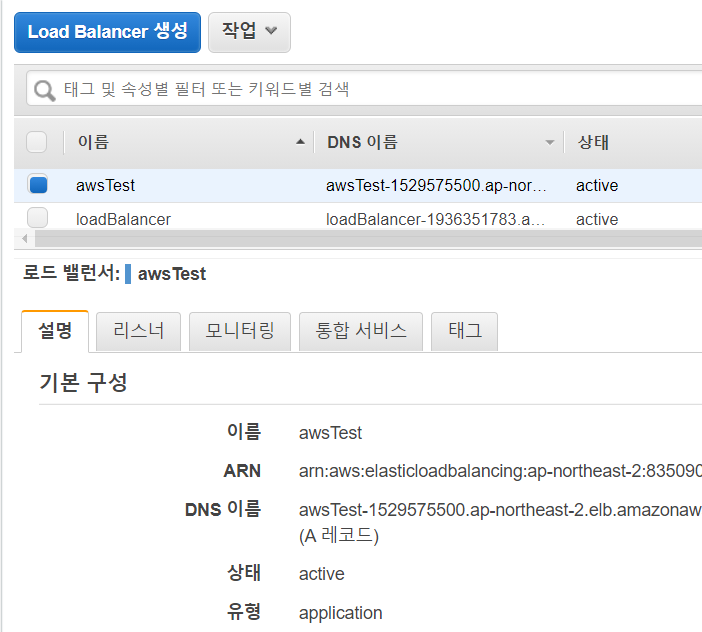 Load Balancer 생성 작업
태그 및 속성별 필터 또는 키워드별 검색
이름 DNS 이름 상태
awsTest awsTest-1529575500.ap-nor... active
loadBalancer loadBalancer-1936351783.a... active
로드 밸런서: awsTest
설명 리스너 모니터링 통합 서비스 태그
기본 구성
이름 awsTest
ARN arn:aws:elasticloadbalancing:ap-northeast-2:835090
DNS 이름 awsTest-1529575500.ap-northeast-2.elb.amazonaw
(A 레코드)
상태 active
유형 application